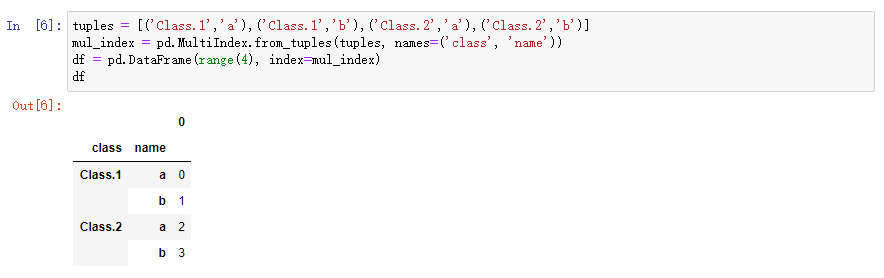 In [6]: tuples = [('Class.1','a'),('Class.1','b'),('Class.2','a'),('Class.2','b')]
mul_index = pd.MultiIndex.from_tuples(tuples, names=('class', 'name'))
df = pd.DataFrame(range(4), index=mul_index)
df
Out[6]:
0
class name
Class.1 a 0
b 1
Class.2 a 2
b 3